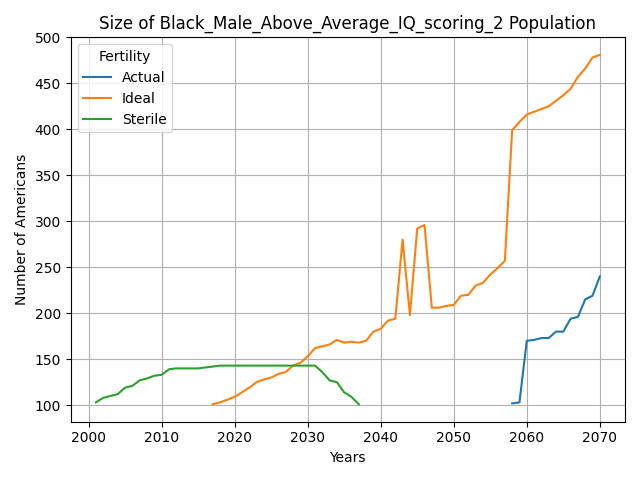 Size of Black_Male_Above_Average_IQ_scoring_2 Population
Fertility
Actual
Ideal
Sterile
Number of Americans
500
450
400
350
300
250
200
150
100
2000 2010 2020 2030 2040 2050 2060 2070
Years